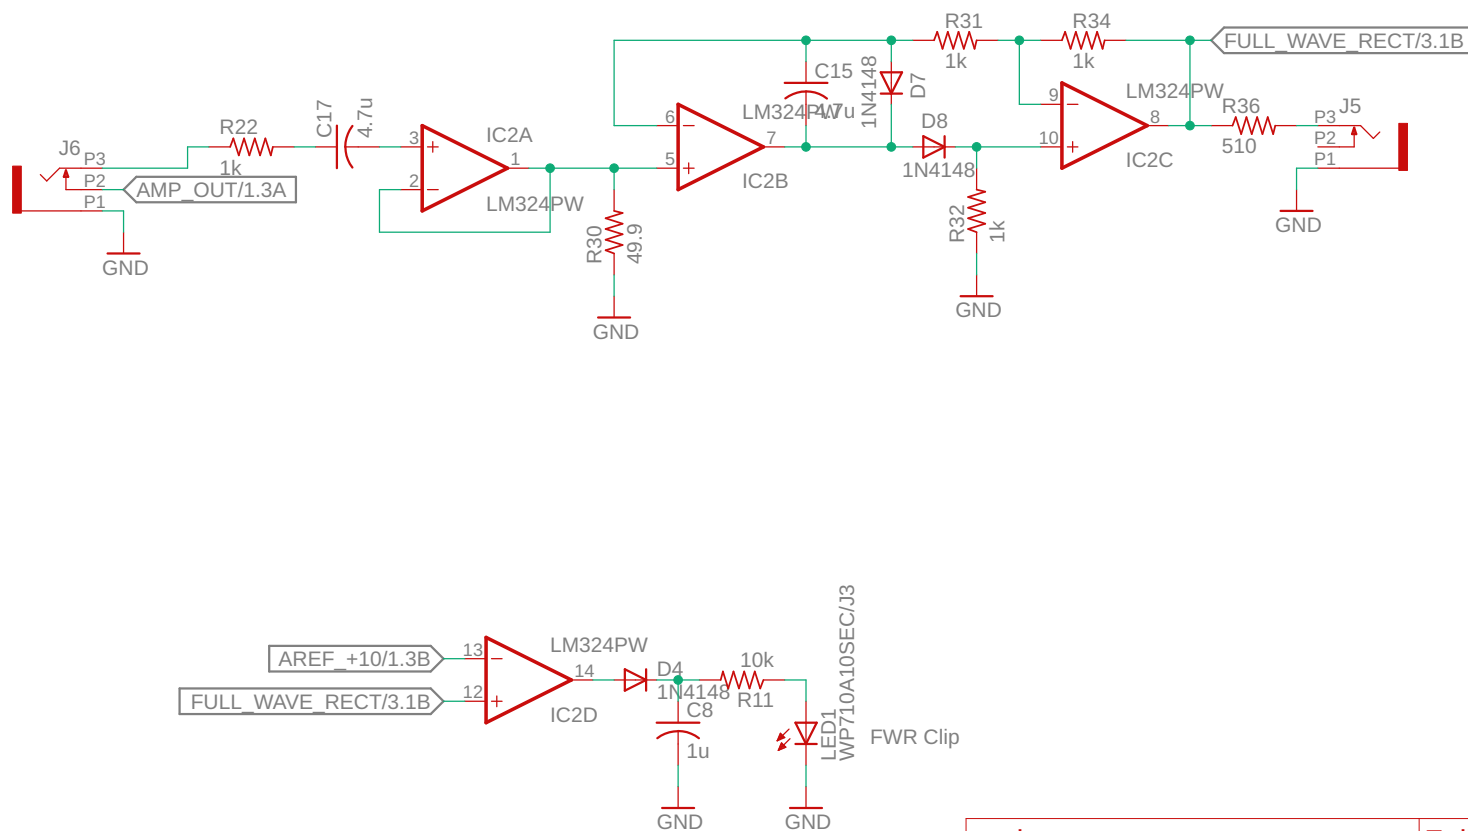 R31
1k
R34
1k
FULL_WAVE_RECT/3.1B
C15
4.7u
1N4148
D7
LM324PW
6
5
7
IC2B
D8
1N4148
LM324PW
9
10
8
IC2C
R36
510
J5
P3
P2
P1
GND
J6
P3
P2
P1
AMP_OUT/1.3A
GND
R22
1k
C17
4.7u
3
2
1
IC2A
LM324PW
R30
49.9
GND
R32
1k
GND
AREF_+10/1.3B
FULL_WAVE_RECT/3.1B
13
12
14
LM324PW
IC2D
D4
1N4148
C8
1u
GND
10k
R11
LED1
WP710A10SEC/J3
FWR Clip
GND